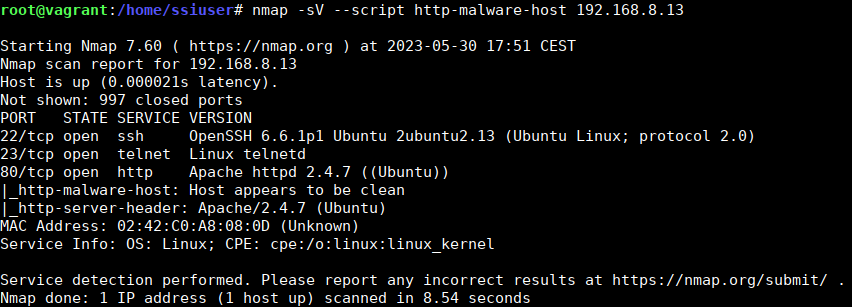 root@vagrant:/home/ssiuser# nmap -sV --script http-malware-host 192.168.8.13
Starting Nmap 7.60 ( https://nmap.org ) at 2023-05-30 17:51 CEST
Nmap scan report for 192.168.8.13
Host is up (0.000021s latency).
Not shown: 997 closed ports
PORT   STATE SERVICE VERSION
22/tcp open  ssh     OpenSSH 6.6.1p1 Ubuntu 2ubuntu2.13 (Ubuntu Linux; protocol 2.0)
23/tcp open  telnet  Linux telnetd
80/tcp open  http    Apache httpd 2.4.7 ((Ubuntu))
|_http-malware-host: Host appears to be clean
|_http-server-header: Apache/2.4.7 (Ubuntu)
MAC Address: 02:42:C0:A8:08:0D (Unknown)
Service Info: OS: Linux; CPE: cpe:/o:linux:linux_kernel
Service detection performed. Please report any incorrect results at https://nmap.org/submit/ .
Nmap done: 1 IP address (1 host up) scanned in 8.54 seconds